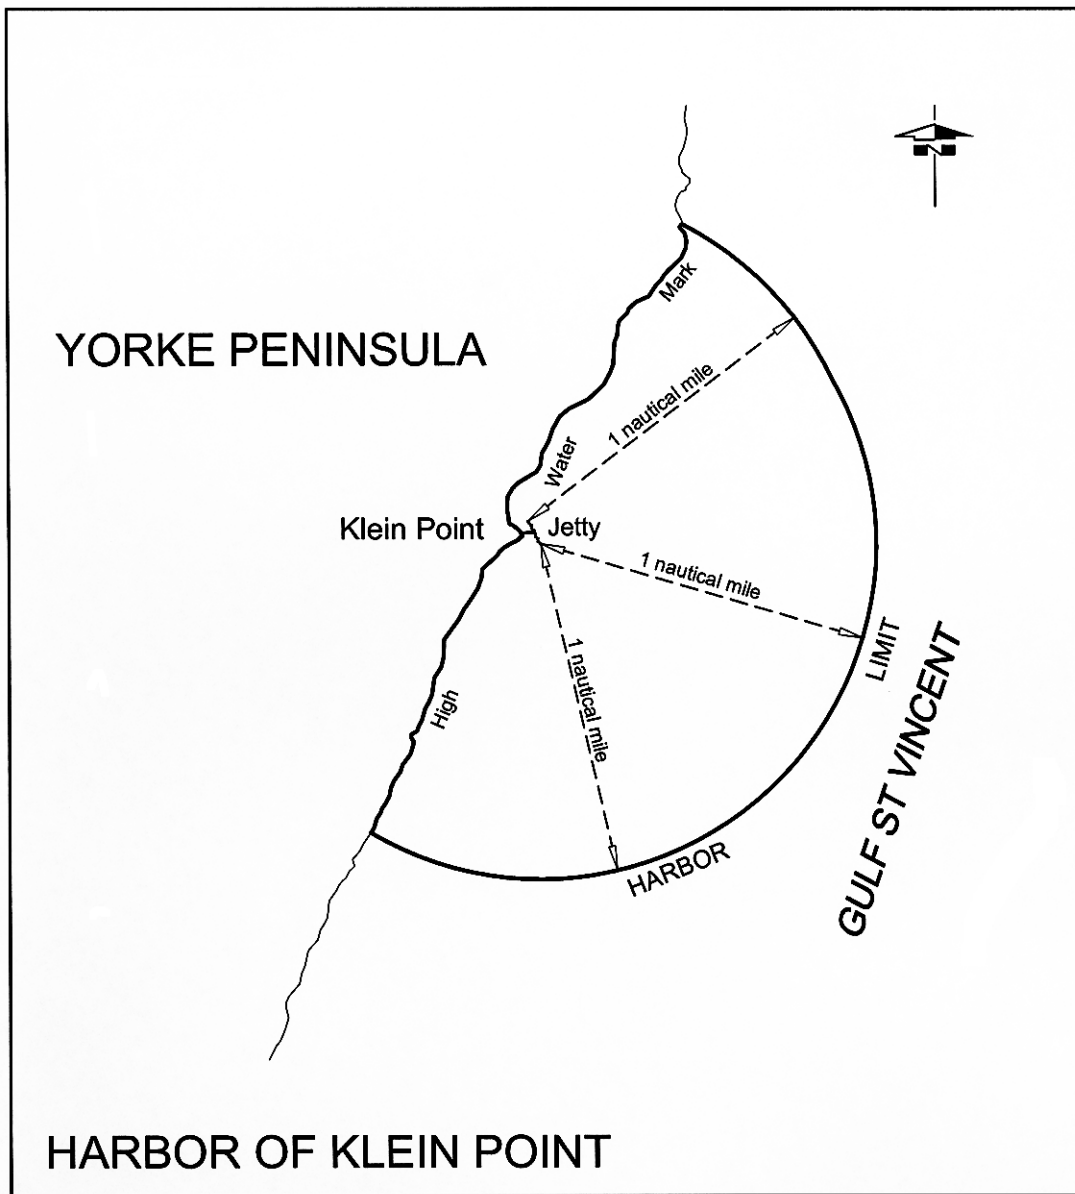 N
Mark
YORKE PENINSULA
1 nautical mile
Water
Klein Point
Jetty
1 nautical mile
LIMIT
1 nautical mile
High
GULF ST VINCENT
HARBOR
HARBOR OF KLEIN POINT